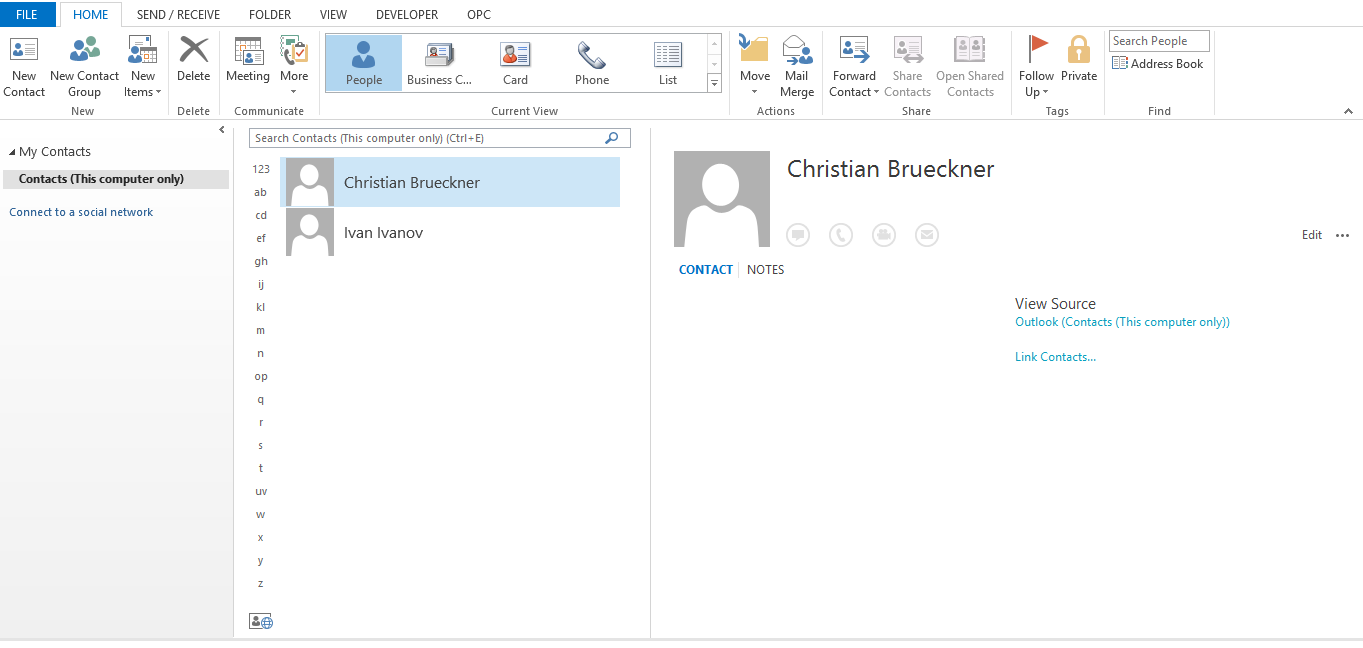 FILE HOME SEND / RECEIVE FOLDER VIEW DEVELOPER OPC
New Contact
New Contact Group
New Items
New
Delete
Delete
Meeting
More
Communicate
People
Business C...
Card
Phone
List
Current View
Move
Mail Merge
Actions
Forward Contact
Share Contacts
Open Shared Contacts
Share
Follow Up
Private
Tags
Search People
Address Book
Find
My Contacts
Contacts (This computer only)
Connect to a social network
Search Contacts (This computer only) (Ctrl+E)
123
ab
cd
ef
gh
ij
kl
m
n
op
q
r
s
t
uv
w
x
y
z
Christian Brueckner
Ivan Ivanov
Christian Brueckner
Edit
CONTACT NOTES
View Source
Outlook (Contacts (This computer only))
Link Contacts...